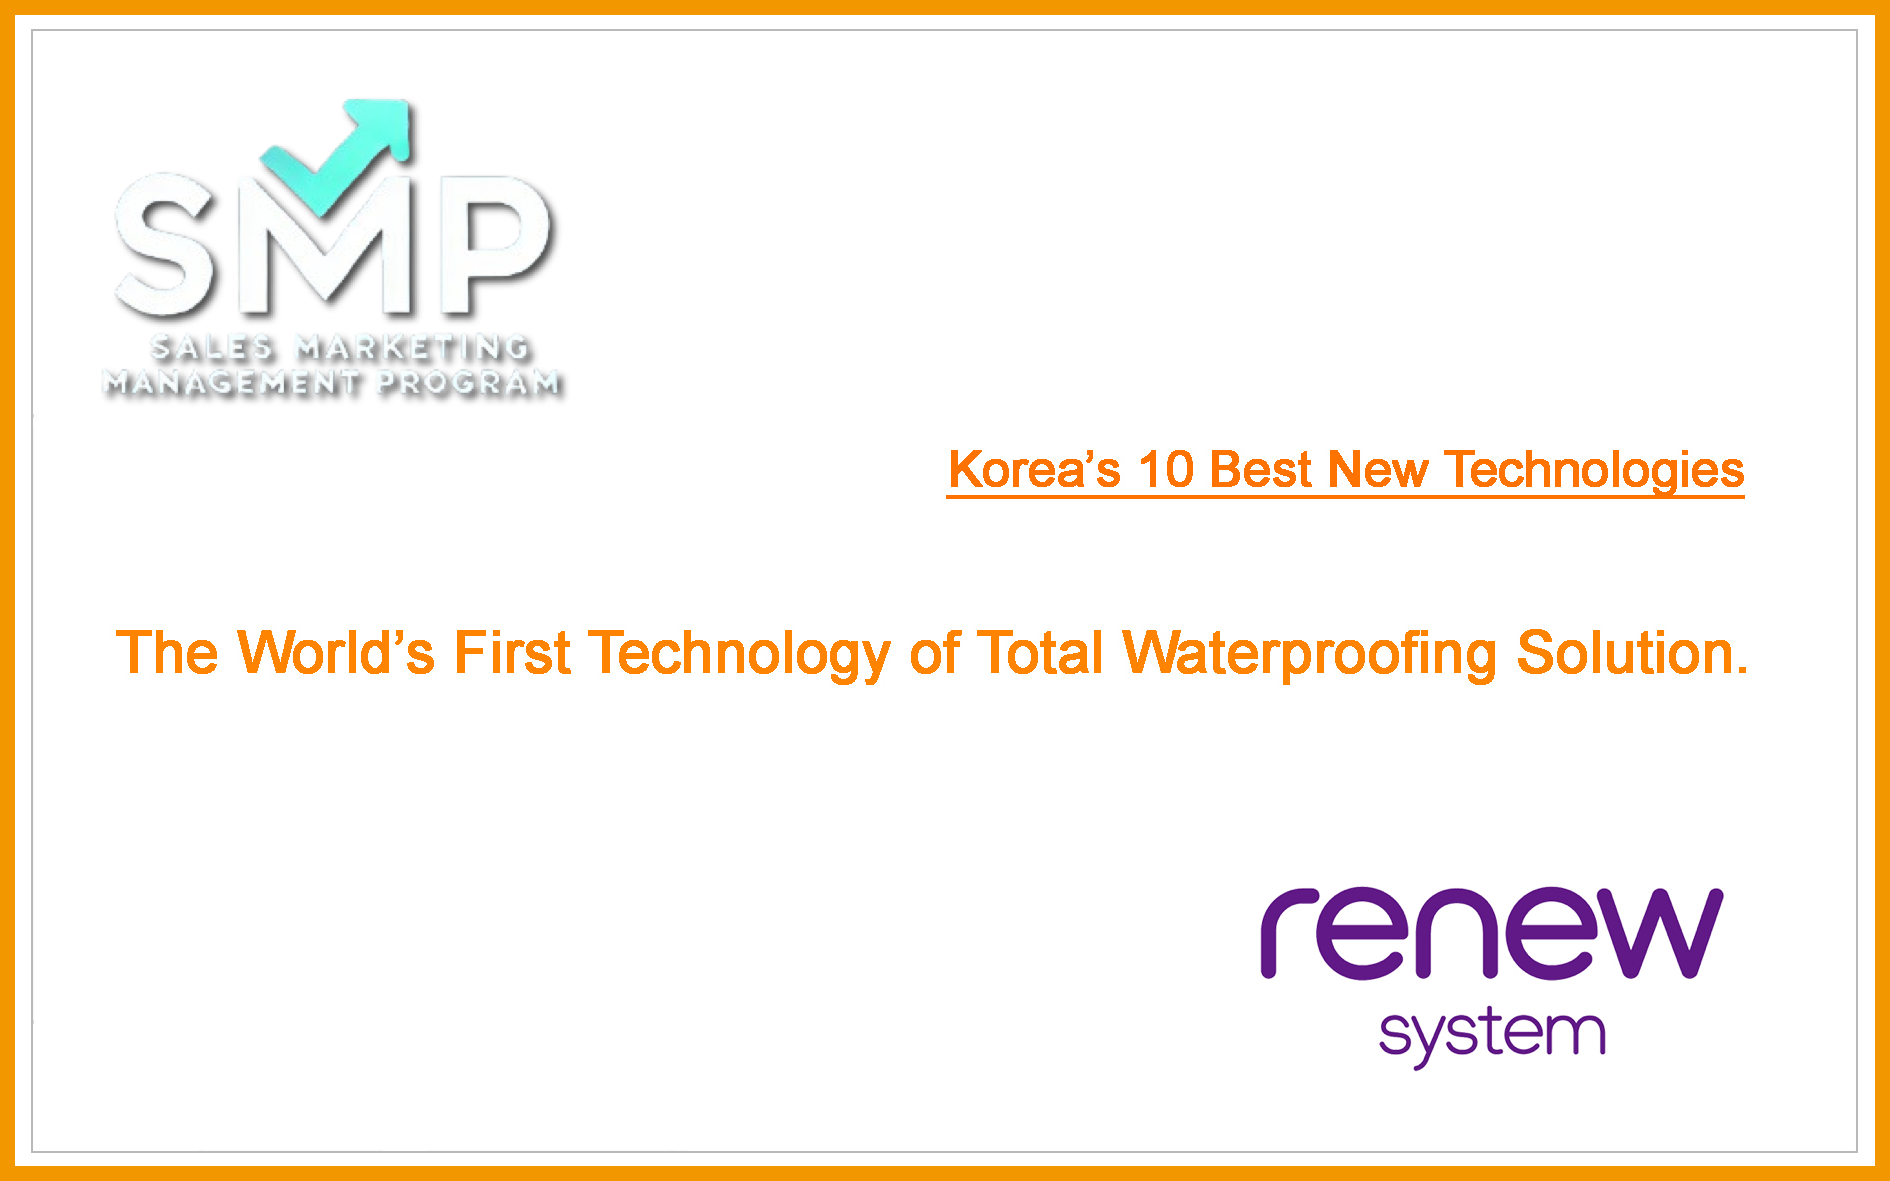 SMP
SALES MARKETING
MANAGEMENT PROGRAM
Korea’s 10 Best New Technologies
The World’s First Technology of Total Waterproofing Solution.
renew
system